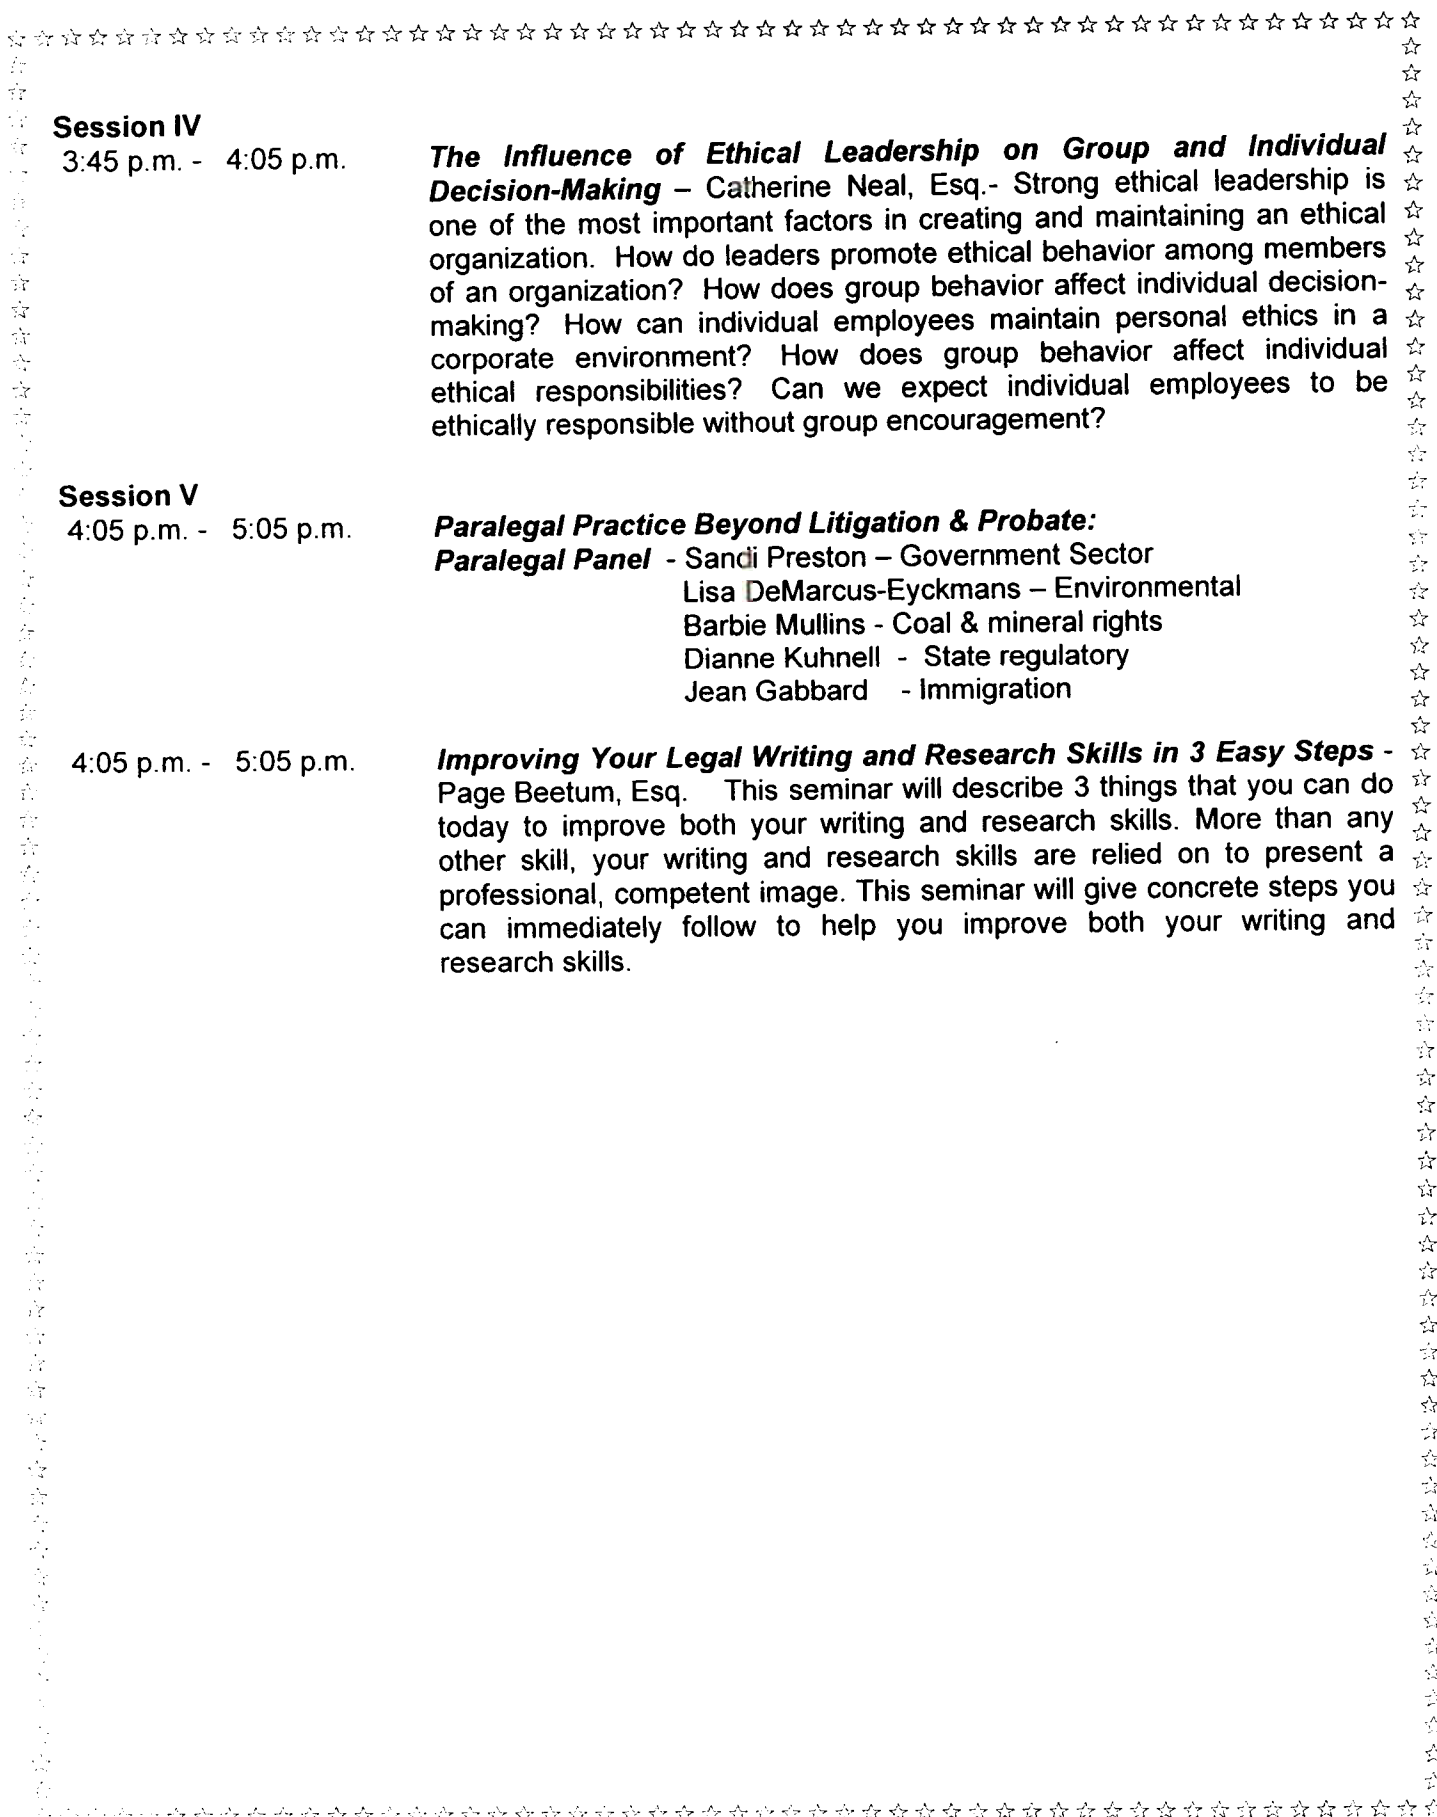 Session IV
3:45 p.m. - 4:05 p.m.
The Influence of Ethical Leadership on Group and Individual
Decision-Making – Catherine Neal, Esq.- Strong ethical leadership is
one of the most important factors in creating and maintaining an ethical
organization. How do leaders promote ethical behavior among members
of an organization? How does group behavior affect individual decision-
making? How can individual employees maintain personal ethics in a
corporate environment? How does group behavior affect individual
ethical responsibilities? Can we expect individual employees to be
ethically responsible without group encouragement?
Session V
4:05 p.m. - 5:05 p.m.
Paralegal Practice Beyond Litigation & Probate:
Paralegal Panel - Sandi Preston – Government Sector
Lisa DeMarcus-Eyckmans – Environmental
Barbie Mullins - Coal & mineral rights
Dianne Kuhnell - State regulatory
Jean Gabbard - Immigration
4:05 p.m. - 5:05 p.m.
Improving Your Legal Writing and Research Skills in 3 Easy Steps -
Page Beetum, Esq. This seminar will describe 3 things that you can do
today to improve both your writing and research skills. More than any
other skill, your writing and research skills are relied on to present a
professional, competent image. This seminar will give concrete steps you
can immediately follow to help you improve both your writing and
research skills.